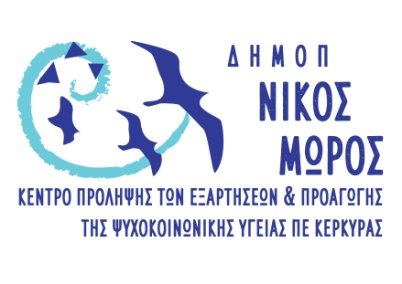 ΔΗΜΟΠ
ΝΙΚΟΣ
ΜΩΡΟΣ
ΚΕΝΤΡΟ ΠΡΟΛΗΨΗΣ ΤΩΝ ΕΞΑΡΤΗΣΕΩΝ & ΠΡΟΑΓΩΓΗΣ
ΤΗΣ ΨΥΧΟΚΟΙΝΩΝΙΚΗΣ ΥΓΕΙΑΣ ΠΕ ΚΕΡΚΥΡΑΣ